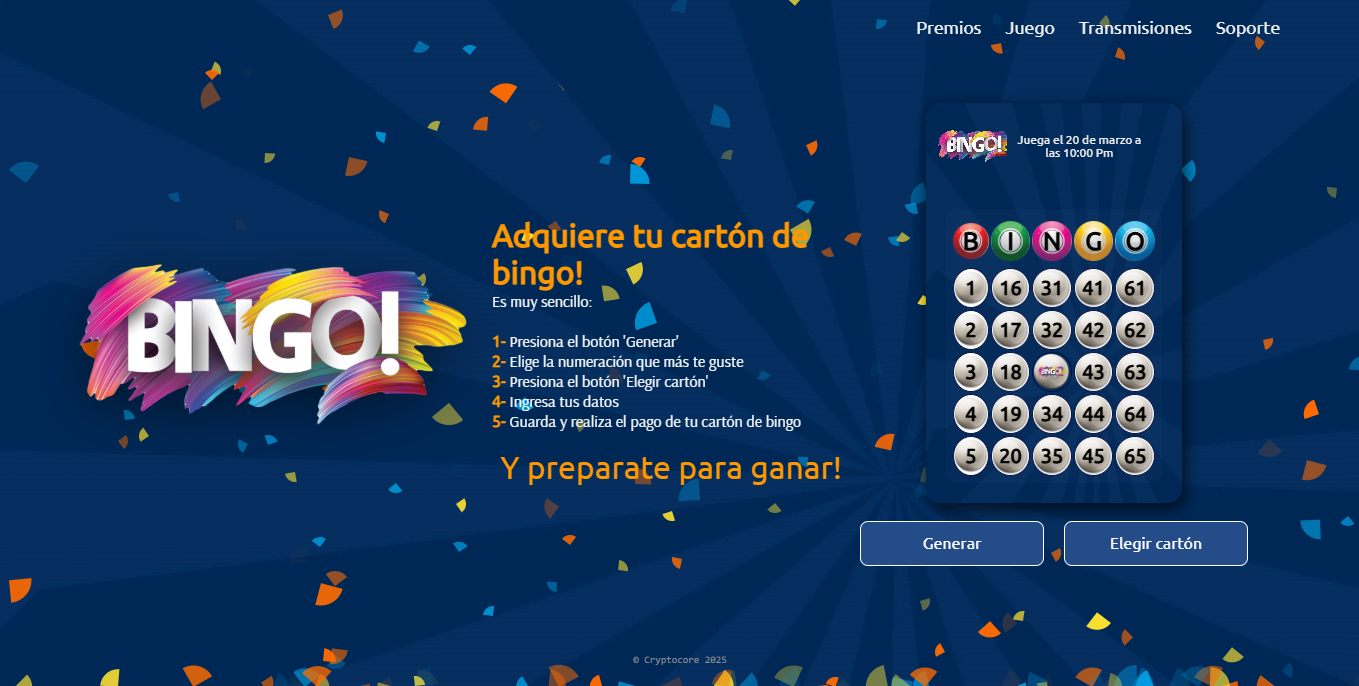 Premios Juego Transmisiones Soporte
BINGO!
Juega el 20 de marzo a
las 10:00 Pm
Adquiere tu cartón de
bingo!
Es muy sencillo:
1- Presiona el botón 'Generar'
2- Elige la numeración que más te guste
3- Presiona el botón 'Elegir cartón'
4- Ingresa tus datos
5- Guarda y realiza el pago de tu cartón de bingo
Y preparate para ganar!
BINGO!
B I N G O
1 16 31 41 61
2 17 32 42 62
3 18 BINGO! 43 63
4 19 34 44 64
5 20 35 45 65
Generar Elegir cartón
© Cryptocore 2025